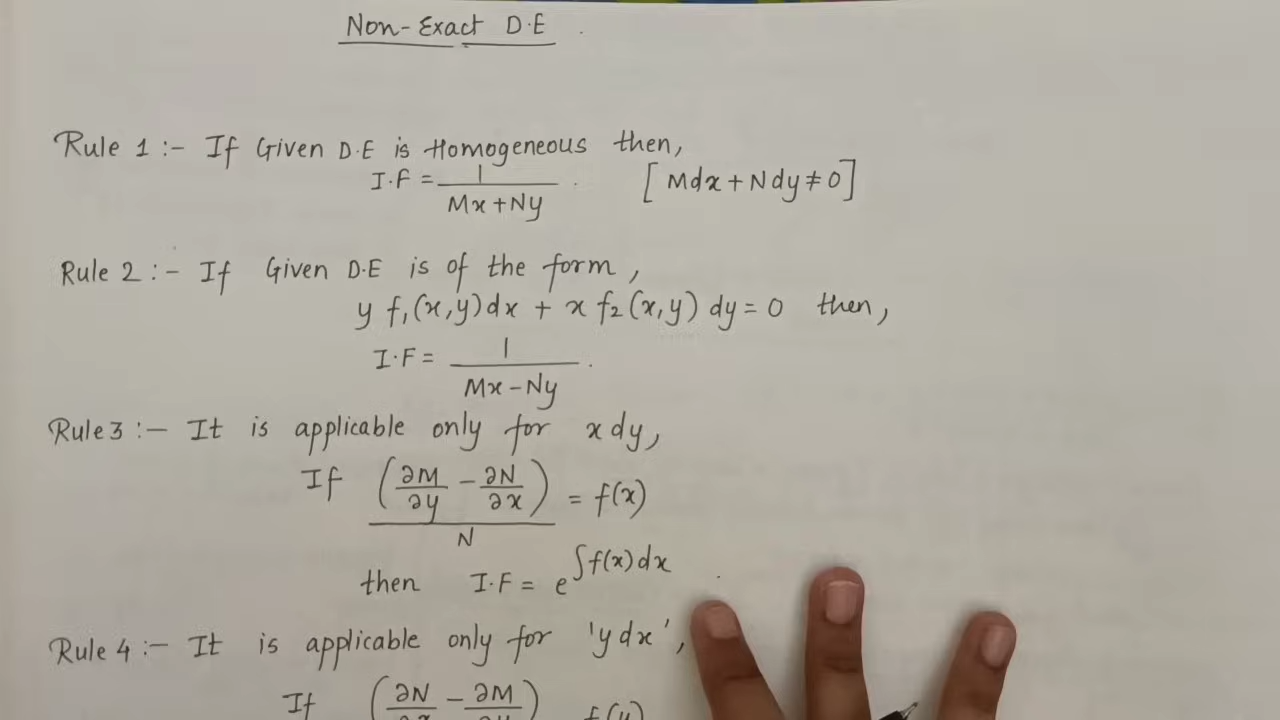 Non-Exact D.E
Rule 1 :- If Given D.E is Homogeneous then,
I.F = 1/(Mx+Ny) . [Mdx+Ndy≠0]
Rule 2 :- If Given D.E is of the form,
y f₁(x,y)dx + x f₂(x,y) dy = 0 then,
I.F = 1/(Mx-Ny) .
Rule 3 :- It is applicable only for x dy,
If (∂M/∂y - ∂N/∂x)/N = f(x)
then I.F = e^∫f(x)dx
Rule 4 :- It is applicable only for 'y dx',
If (∂N/∂x - ∂M/∂y) f(y)